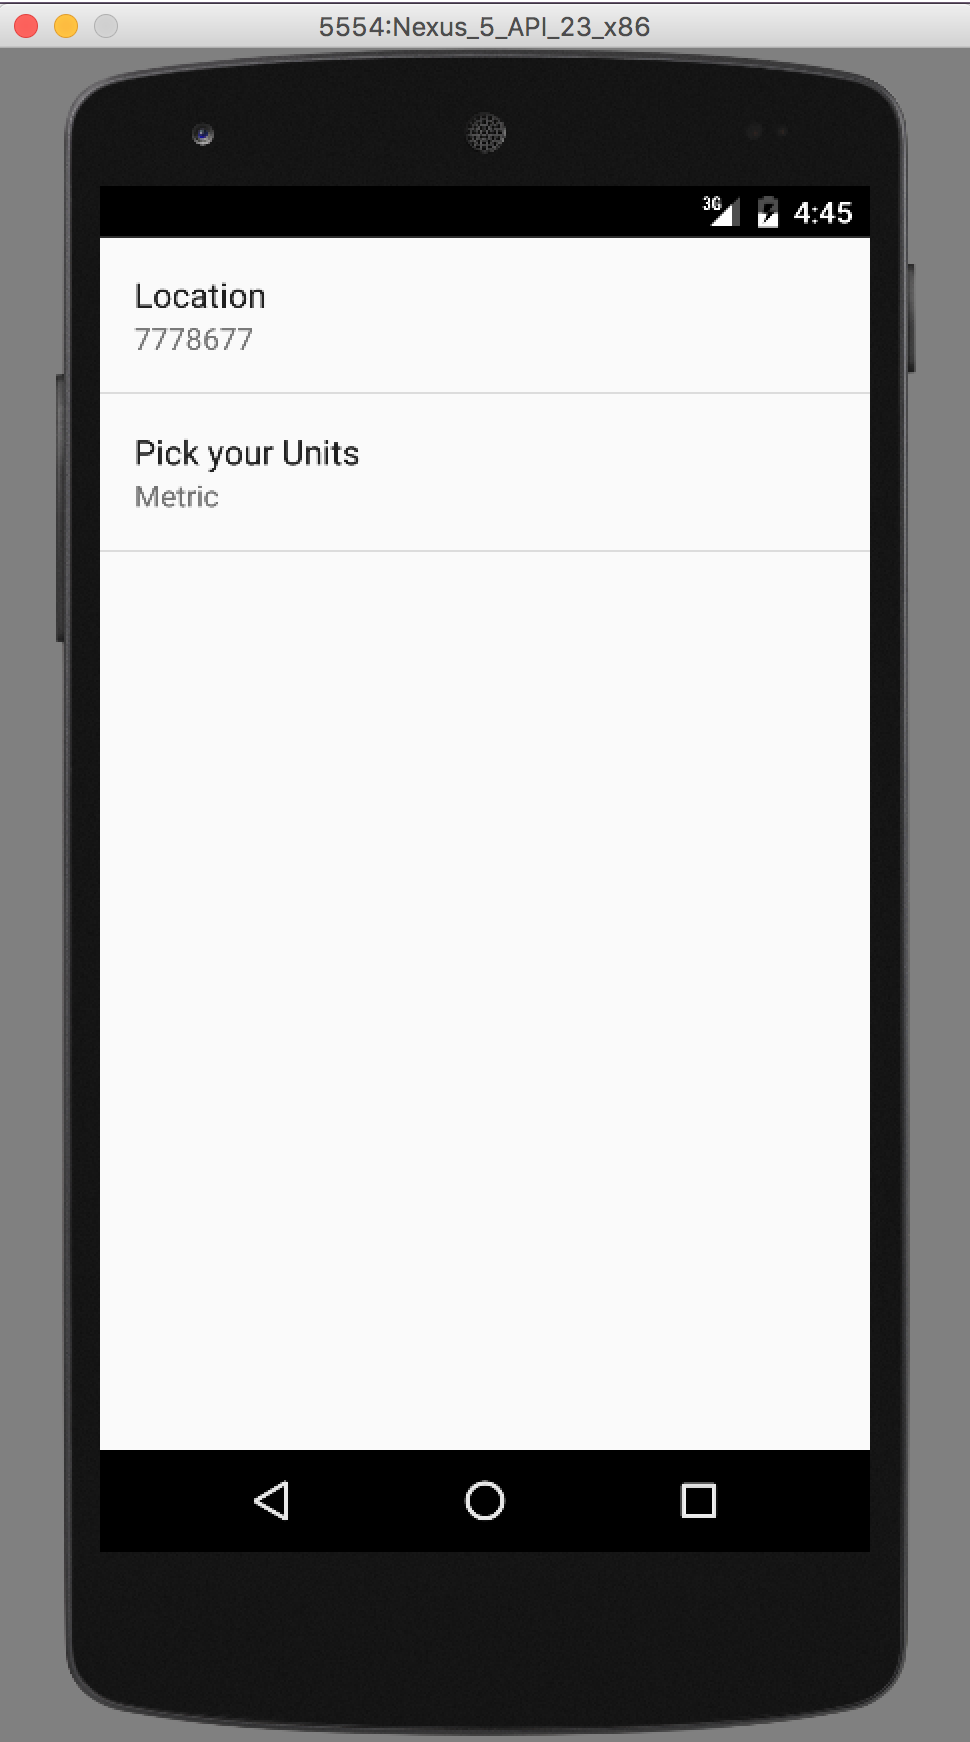 5554:Nexus_5_API_23_x86
3G 4:45
Location
7778677
Pick your Units
Metric